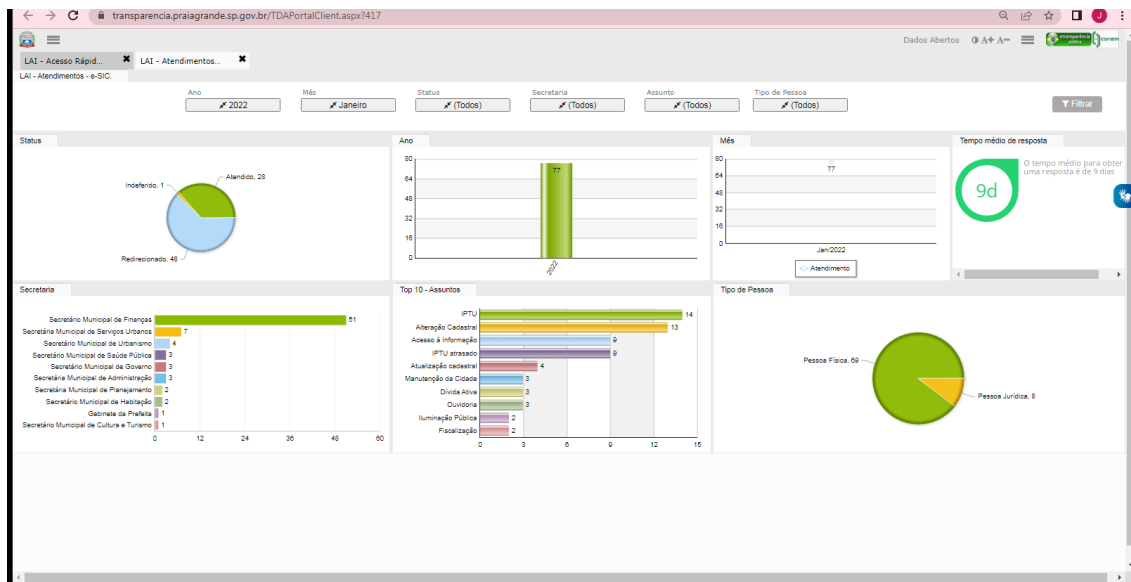 transparencia.praiagrande.sp.gov.br/TDAPortalClient.aspx?417
J
Dados Abertos A+ A-
transparência
pública
conam
LAI - Acesso Rápid...
LAI - Atendimentos...
LAI - Atendimentos - e-SIC.
Ano
2022
Mês
Janeiro
Status
(Todos)
Secretaria
(Todos)
Assunto
(Todos)
Tipo de Pessoa
(Todos)
Filtrar
Status
Indeferido, 1
Atendido, 28
Redirecionado, 48
Ano
80
64
48
32
16
0
77
2022
Mês
80
64
48
32
16
0
77
Jan/2022
Atendimento
Tempo médio de resposta
9d
O tempo médio para obter
uma resposta é de 9 dias
Secretaria
Secretário Municipal de Finanças 51
Secretária Municipal de Serviços Urbanos 7
Secretário Municipal de Urbanismo 4
Secretário Municipal de Saúde Pública 3
Secretário Municipal de Governo 3
Secretária Municipal de Administração 3
Secretária Municipal de Planejamento 2
Secretário Municipal de Habitação 2
Gabinete da Prefeita 1
Secretário Municipal de Cultura e Turismo 1
0 12 24 36 48 60
Top 10 - Assuntos
IPTU 14
Alteração Cadastral 13
Acesso à Informação 9
IPTU atrasado 9
Atualização cadastral 4
Manutenção da Cidade 3
Dívida Ativa 3
Ouvidoria 3
Iluminação Pública 2
Fiscalização 2
0 3 6 9 12 15
Tipo de Pessoa
Pessoa Física, 69
Pessoa Jurídica, 8